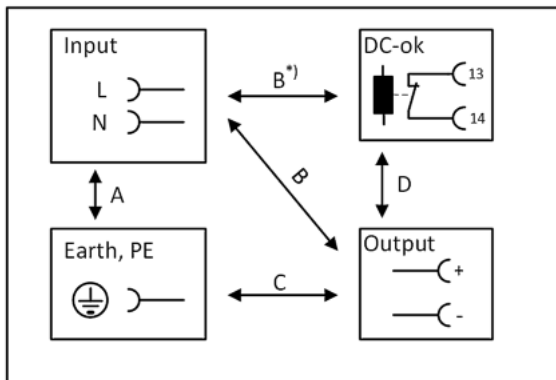 Input
L
N
DC-ok
13
14
B*)
A
B
D
Earth, PE
C
Output
+
-